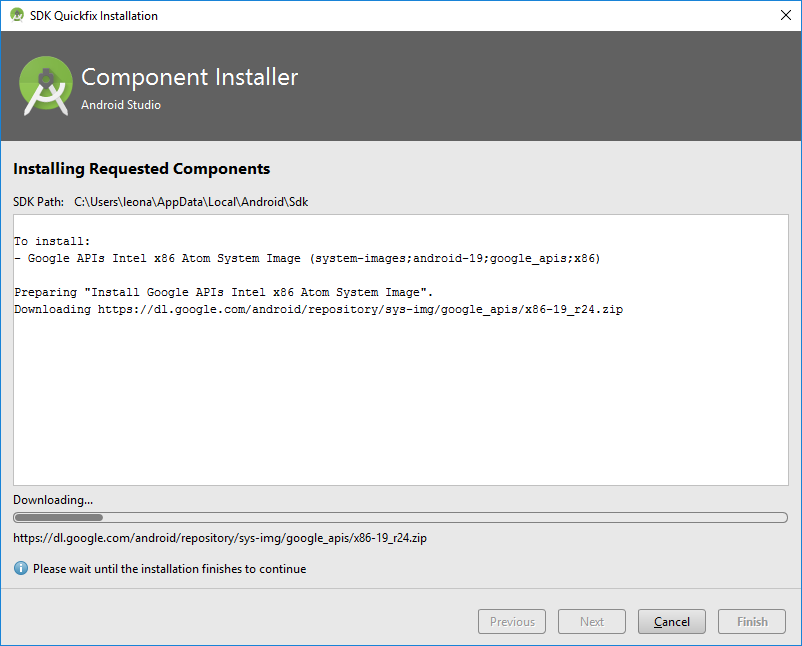 SDK Quickfix Installation
Component Installer
Android Studio
Installing Requested Components
SDK Path: C:\Users\leona\AppData\Local\Android\Sdk
To install:
- Google APIs Intel x86 Atom System Image (system-images;android-19;google_apis;x86)
Preparing "Install Google APIs Intel x86 Atom System Image".
Downloading https://dl.google.com/android/repository/sys-img/google_apis/x86-19_r24.zip
Downloading...
https://dl.google.com/android/repository/sys-img/google_apis/x86-19_r24.zip
Please wait until the installation finishes to continue
Previous Next Cancel Finish